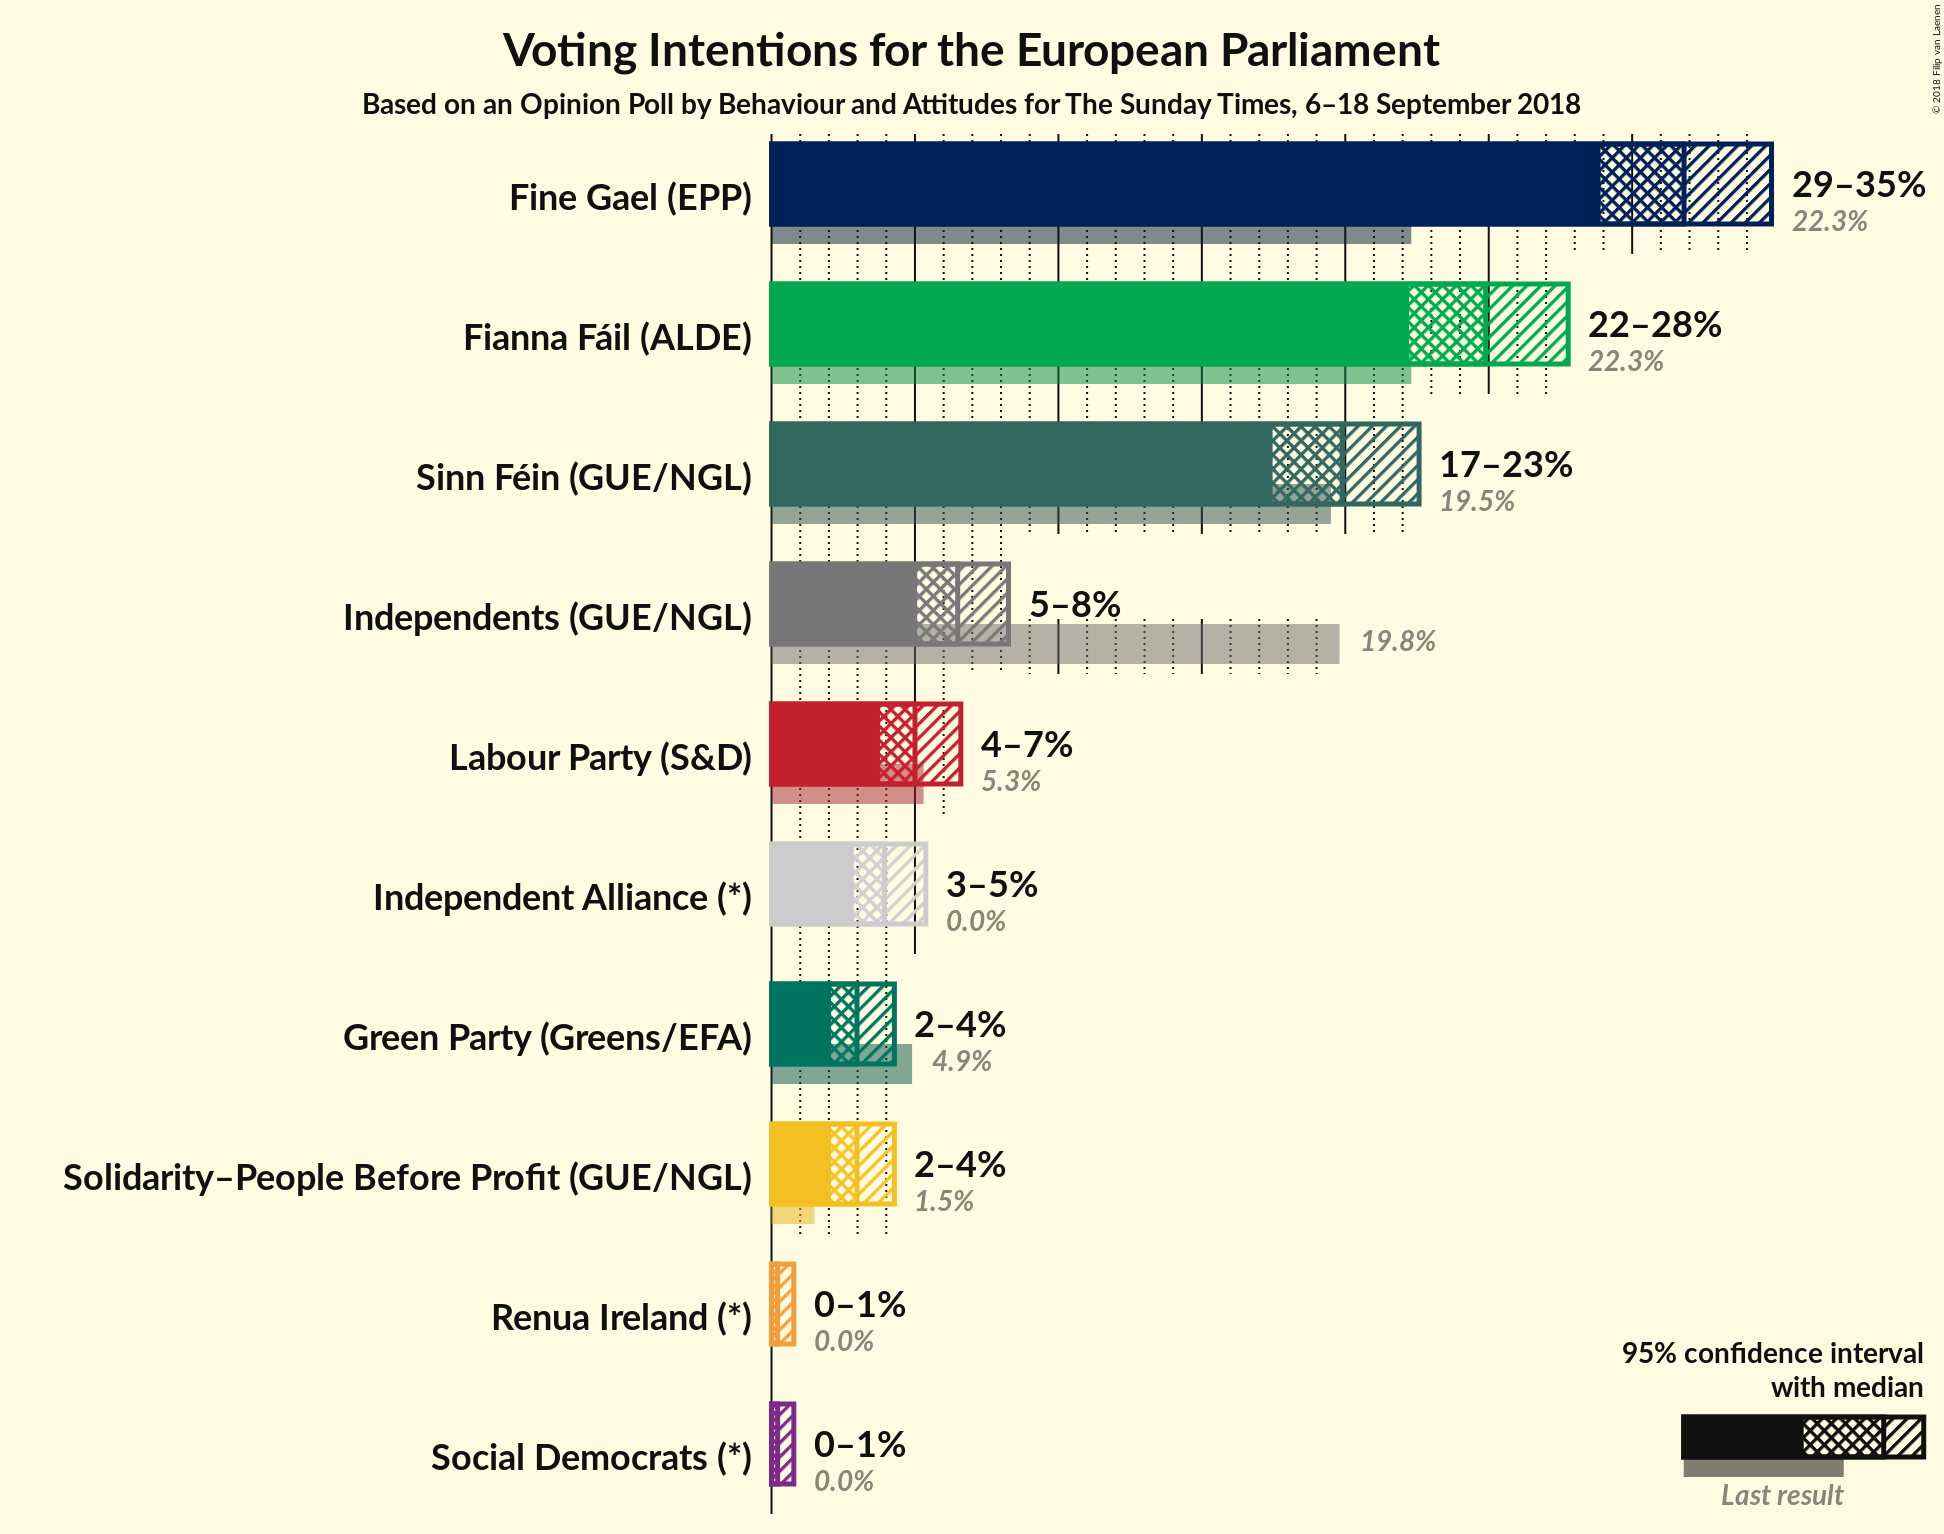 Voting Intentions for the European Parliament
Based on an Opinion Poll by Behaviour and Attitudes for The Sunday Times, 6–18 September 2018
© 2018 Filip van Laenen
Fine Gael (EPP)
29–35%
22.3%
Fianna Fáil (ALDE)
22–28%
22.3%
Sinn Féin (GUE/NGL)
17–23%
19.5%
Independents (GUE/NGL)
5–8%
19.8%
Labour Party (S&D)
4–7%
5.3%
Independent Alliance (*)
3–5%
0.0%
Green Party (Greens/EFA)
2–4%
4.9%
Solidarity–People Before Profit (GUE/NGL)
2–4%
1.5%
Renua Ireland (*)
0–1%
0.0%
Social Democrats (*)
0–1%
0.0%
95% confidence interval
with median
Last result